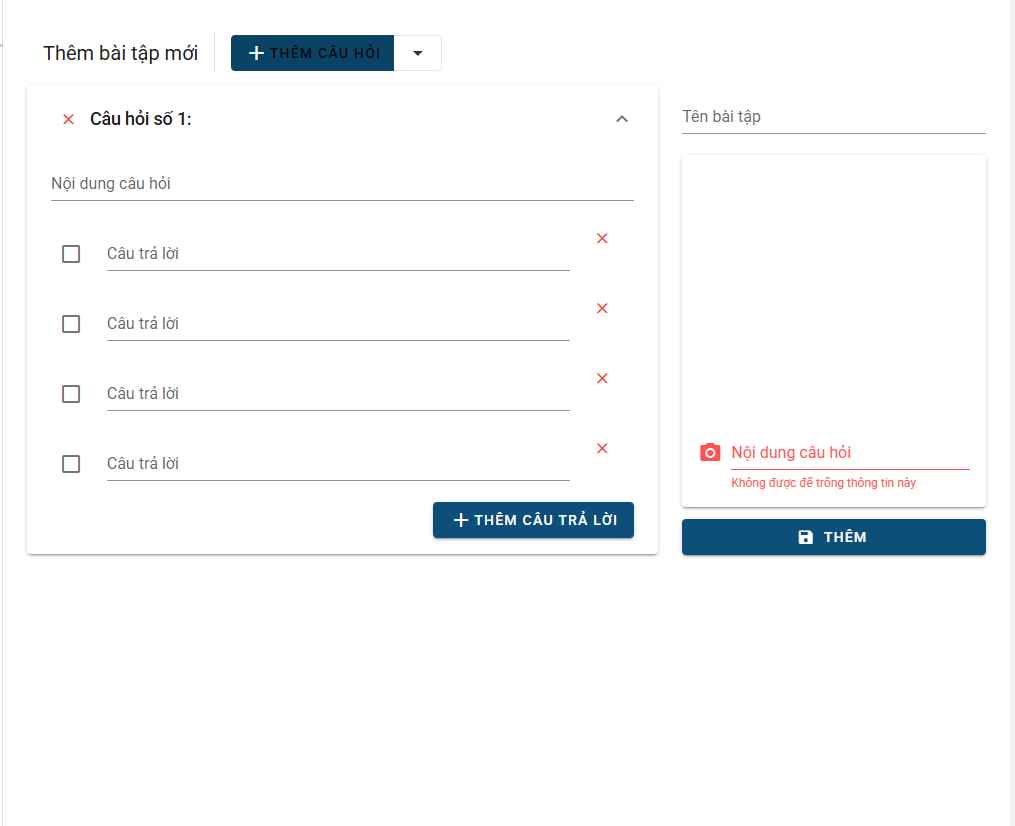 Thêm bài tập mới
THÊM CÂU HỎI
Câu hỏi số 1:
Nội dung câu hỏi
Câu trả lời
Câu trả lời
Câu trả lời
Câu trả lời
THÊM CÂU TRẢ LỜI
Tên bài tập
Nội dung câu hỏi
Không được để trống thông tin này
THÊM